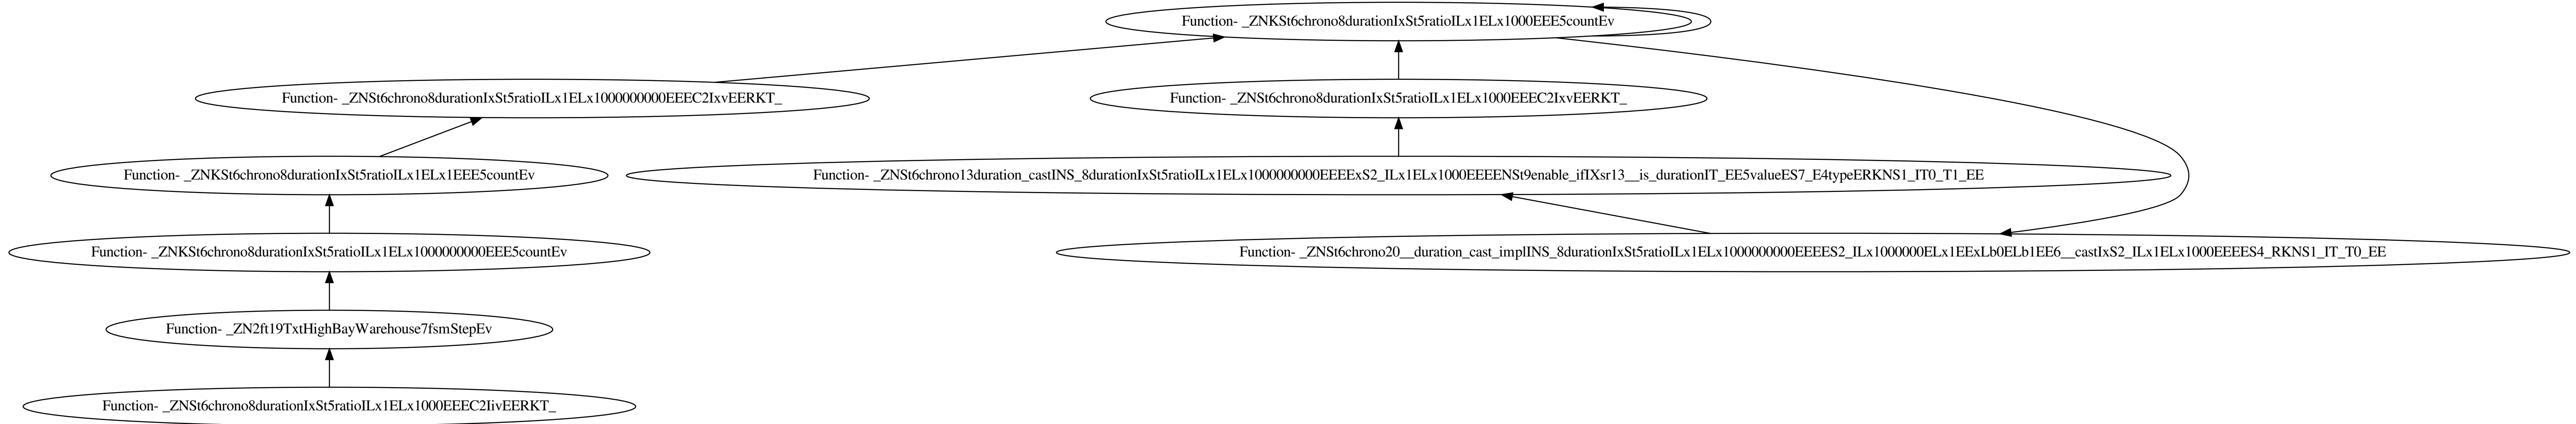 Function- _ZNKSt6chrono8durationIxSt5ratioILx1ELx1000EEE5countEv
Function- _ZNSt6chrono8durationIxSt5ratioILx1ELx1000000000EEEC2IxvEERKT_
Function- _ZNSt6chrono8durationIxSt5ratioILx1ELx1000EEEC2IxvEERKT_
Function- _ZNKSt6chrono8durationIxSt5ratioILx1ELx1EEE5countEv
Function- _ZNSt6chrono13duration_castINS_8durationIxSt5ratioILx1ELx1000000000EEEExS2_ILx1ELx1000EEEENSt9enable_ifIXsr13__is_durationIT_EE5valueES7_E4typeERKNS1_IT0_T1_EE
Function- _ZNKSt6chrono8durationIxSt5ratioILx1ELx1000000000EEE5countEv
Function- _ZNSt6chrono20__duration_cast_implINS_8durationIxSt5ratioILx1ELx1000000000EEEES2_ILx1000000ELx1EExLb0ELb1EE6__castIxS2_ILx1ELx1000EEEES4_RKNS1_IT_T0_EE
Function- _ZN2ft19TxtHighBayWarehouse7fsmStepEv
Function- _ZNSt6chrono8durationIxSt5ratioILx1ELx1000EEEC2IivEERKT_